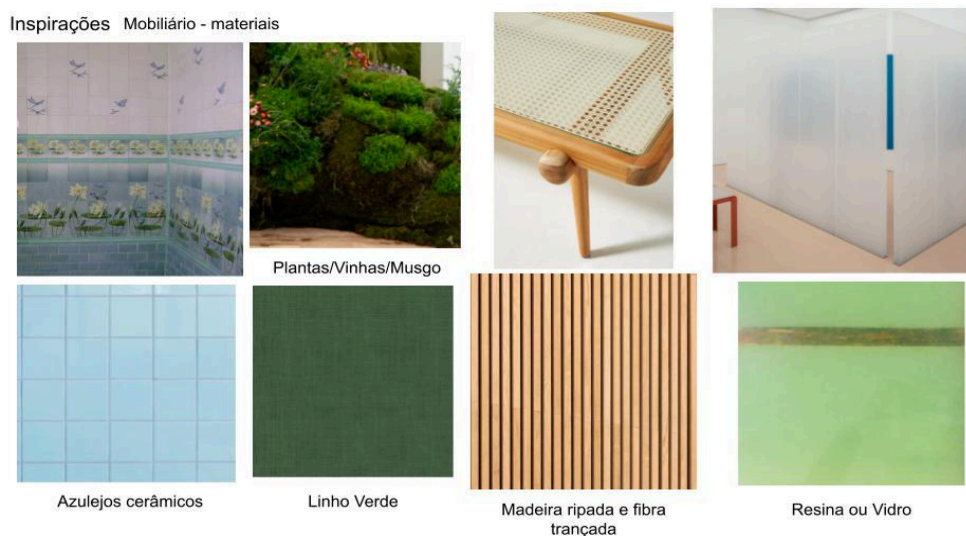 Inspirações Mobiliário - materiais
Plantas/Vinhas/Musgo
Azulejos cerâmicos
Linho Verde
Madeira ripada e fibra
trançada
Resina ou Vidro